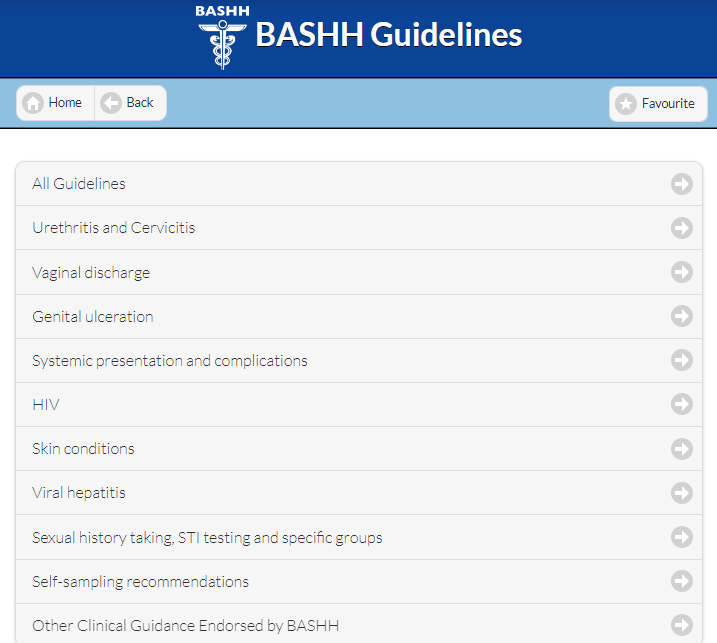 BASHH
BASHH Guidelines
Home
Back
Favourite
All Guidelines
Urethritis and Cervicitis
Vaginal discharge
Genital ulceration
Systemic presentation and complications
HIV
Skin conditions
Viral hepatitis
Sexual history taking, STI testing and specific groups
Self-sampling recommendations
Other Clinical Guidance Endorsed by BASHH